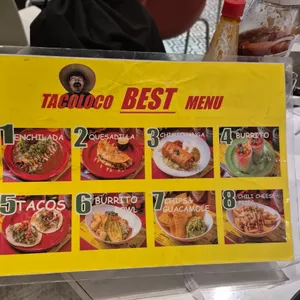 TACOLOCO BEST MENU
1 ENCHILADA
2 QUESADILLA
3 CHIMICHANGA
4 BURRITO
5 TACOS
6 BURRITO BOWL
7 CHIPS & GUACAMOLE
8 CHILI CHEESE